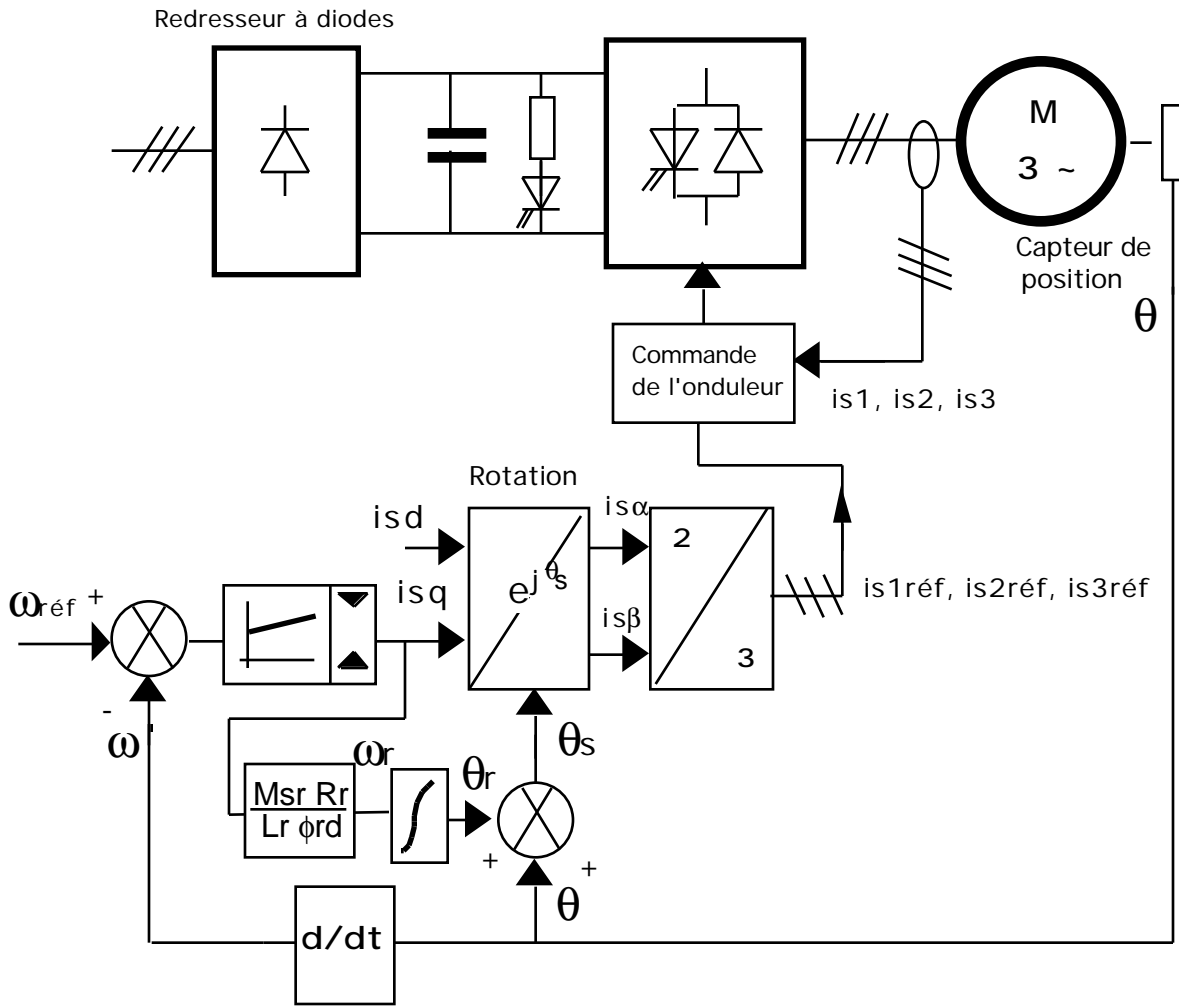 Redresseur à diodes
M
3 ~
Capteur de
position
θ
Commande
de l'onduleur
is1, is2, is3
Rotation
isd
isα
2
e^{jθs}
is1réf, is2réf, is3réf
ωréf
+
isq
isβ
3
-
ω
ωr
θr
θs
Msr Rr
Lr ϕrd
+
+
θ
d/dt